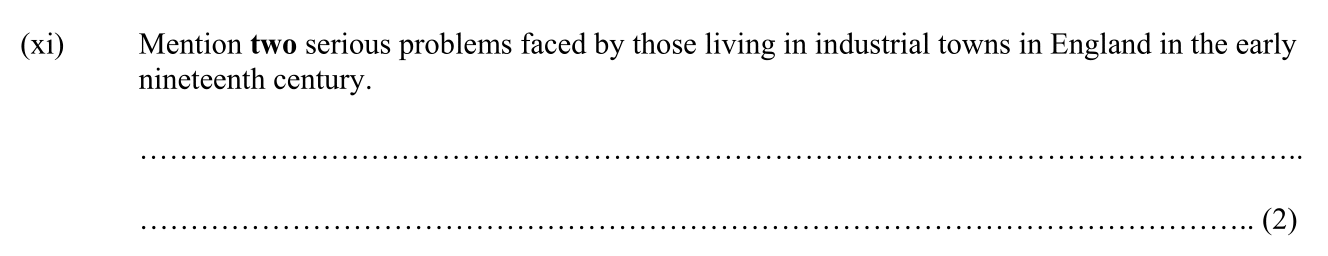 (xi) Mention two serious problems faced by those living in industrial towns in England in the early
nineteenth century.
…………………………………………………………………………………………………………..
……………………………………………………………………………………………………….. (2)